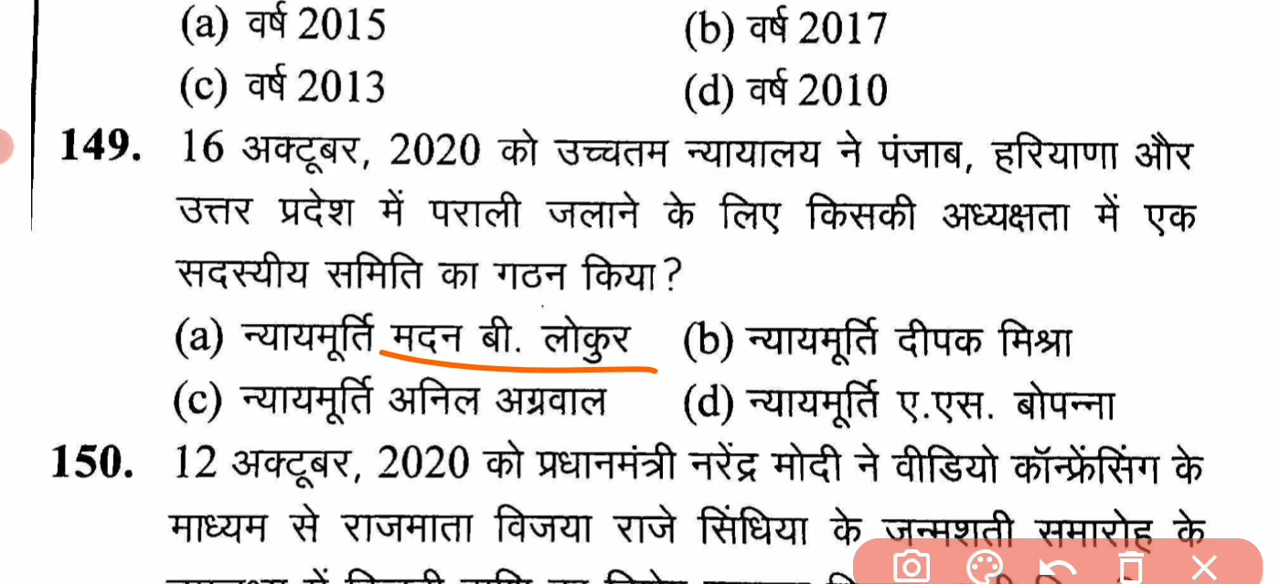 (a) वर्ष 2015 (b) वर्ष 2017
(c) वर्ष 2013 (d) वर्ष 2010
149. 16 अक्टूबर, 2020 को उच्चतम न्यायालय ने पंजाब, हरियाणा और
उत्तर प्रदेश में पराली जलाने के लिए किसकी अध्यक्षता में एक
सदस्यीय समिति का गठन किया?
(a) न्यायमूर्ति मदन बी. लोकुर (b) न्यायमूर्ति दीपक मिश्रा
(c) न्यायमूर्ति अनिल अग्रवाल (d) न्यायमूर्ति ए.एस. बोपन्ना
150. 12 अक्टूबर, 2020 को प्रधानमंत्री नरेंद्र मोदी ने वीडियो कॉन्फ्रेंसिंग के
माध्यम से राजमाता विजया राजे सिंधिया के जन्मशती समारोह के